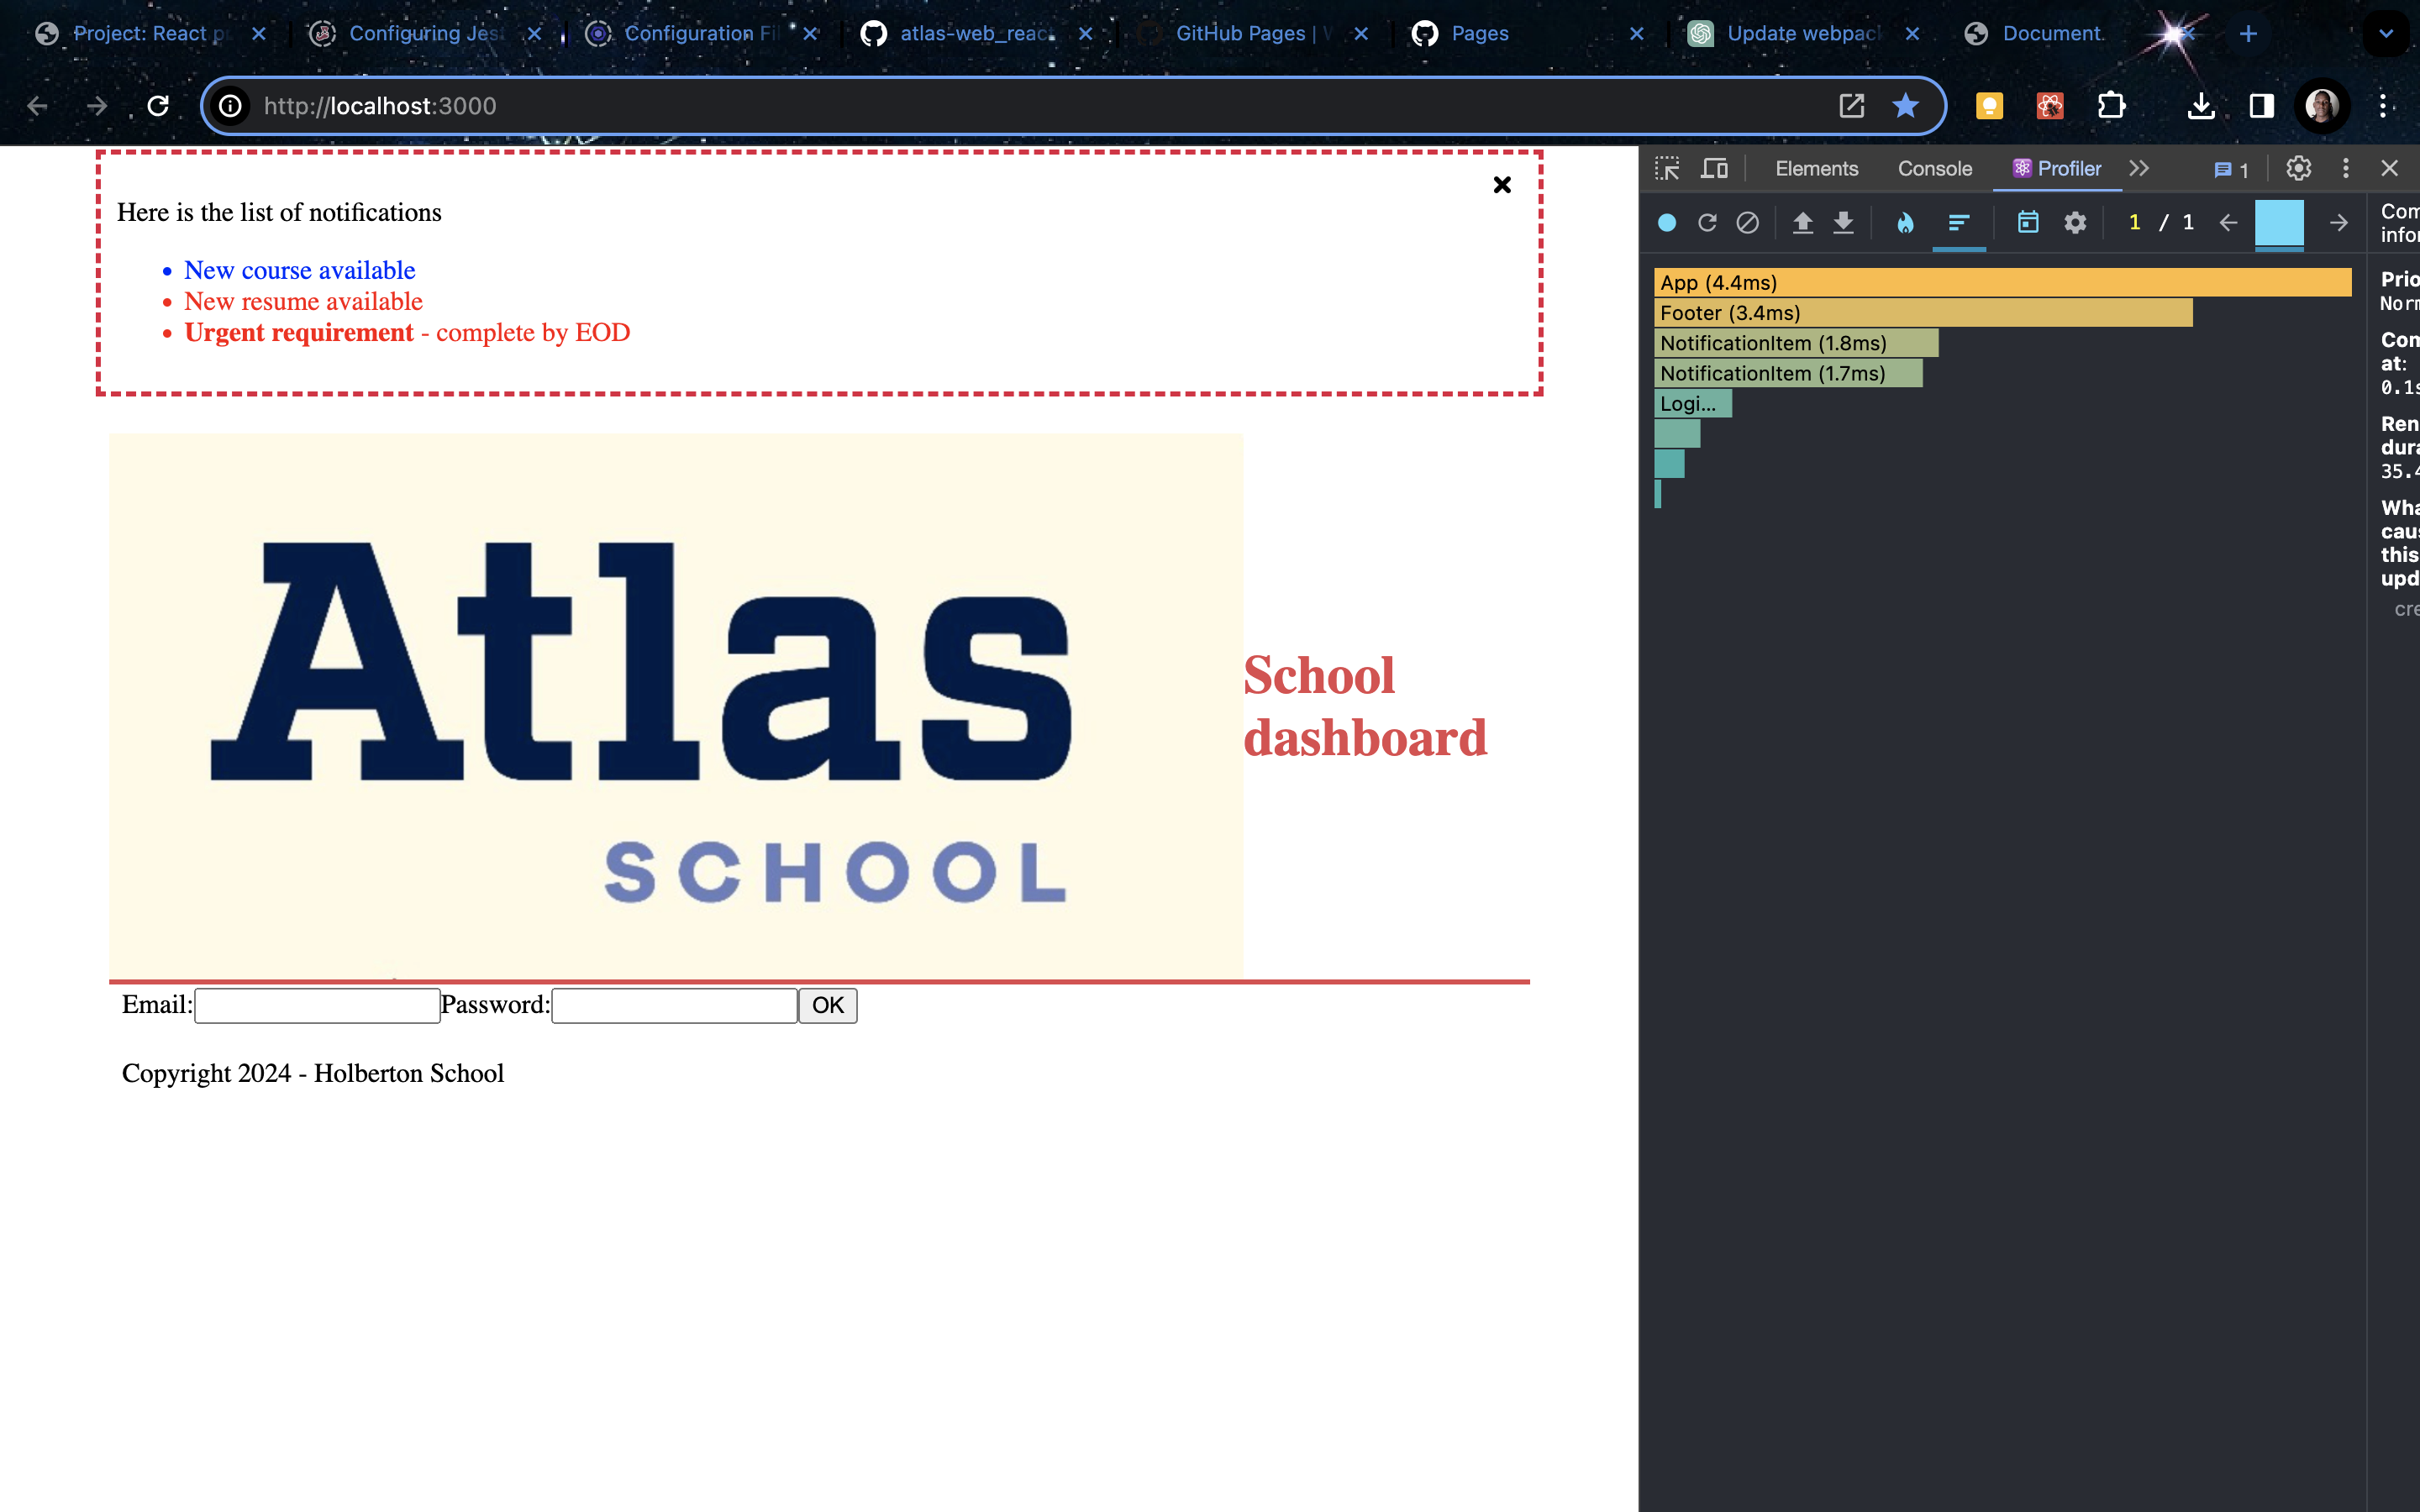 Project: React p
Configuring Jes
Configuration Fi
atlas-web_reac
GitHub Pages |
Pages
Update webpac
Document
http://localhost:3000
Here is the list of notifications
New course available
New resume available
Urgent requirement - complete by EOD
Atlas
SCHOOL
School
dashboard
Email:
Password:
OK
Copyright 2024 - Holberton School
Elements
Console
Profiler
1
1 / 1
App (4.4ms)
Footer (3.4ms)
NotificationItem (1.8ms)
NotificationItem (1.7ms)
Logi...
Com
infor
Prio
Norm
Com
at:
0.1s
Ren
dura
35.4
Wha
caus
this
upd
cre